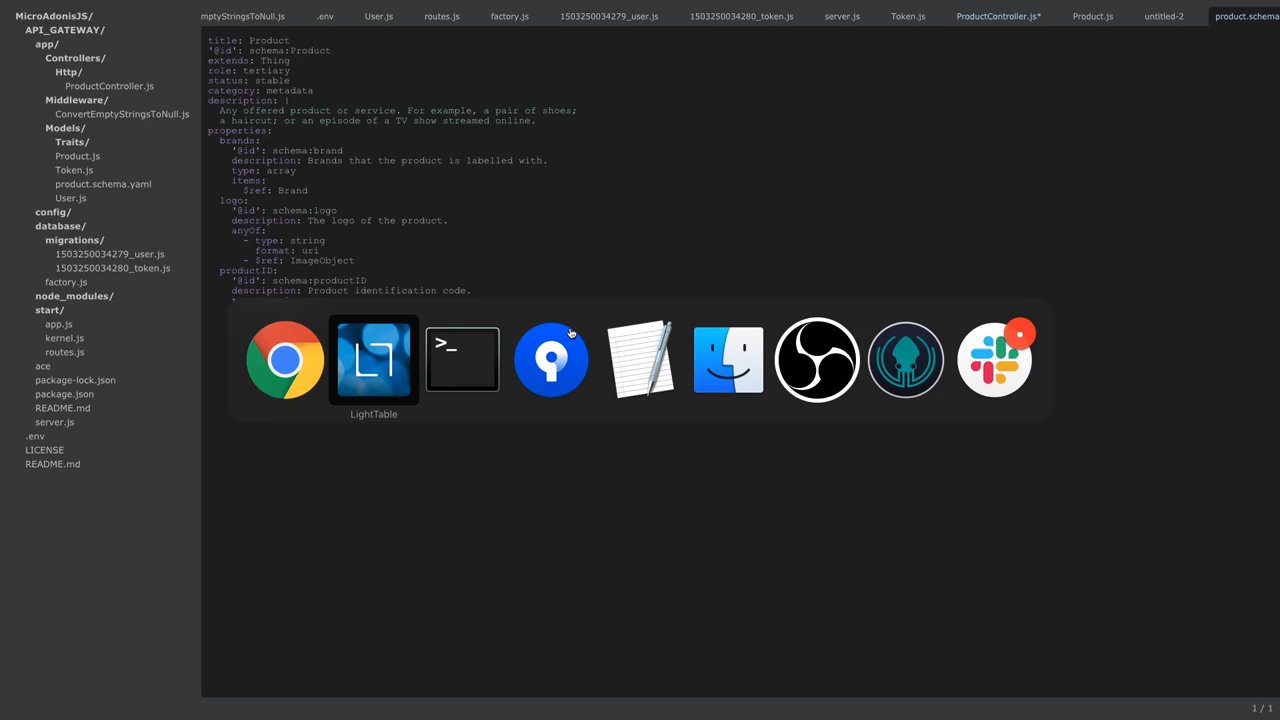 MicroAdonisJS/
API_GATEWAY/
app/
Controllers/
Http/
ProductController.js
Middleware/
ConvertEmptyStringsToNull.js
Models/
Traits/
Product.js
Token.js
product.schema.yaml
User.js
config/
database/
migrations/
1503250034279_user.js
1503250034280_token.js
factory.js
node_modules/
start/
app.js
kernel.js
routes.js
ace
package-lock.json
package.json
README.md
server.js
.env
LICENSE
README.md
mptyStringsToNull.js .env User.js routes.js factory.js 1503250034279_user.js 1503250034280_token.js server.js Token.js ProductController.js* Product.js untitled-2 product.schema
title: Product
'@id': schema:Product
extends: Thing
role: tertiary
status: stable
category: metadata
description: |
Any offered product or service. For example, a pair of shoes;
a haircut; or an episode of a TV show streamed online.
properties:
brands:
'@id': schema:brand
description: Brands that the product is labelled with.
type: array
items:
$ref: Brand
logo:
'@id': schema:logo
description: The logo of the product.
anyOf:
- type: string
format: uri
- $ref: ImageObject
productID:
'@id': schema:productID
description: Product identification code.
>_
LT
LightTable
1 / 1